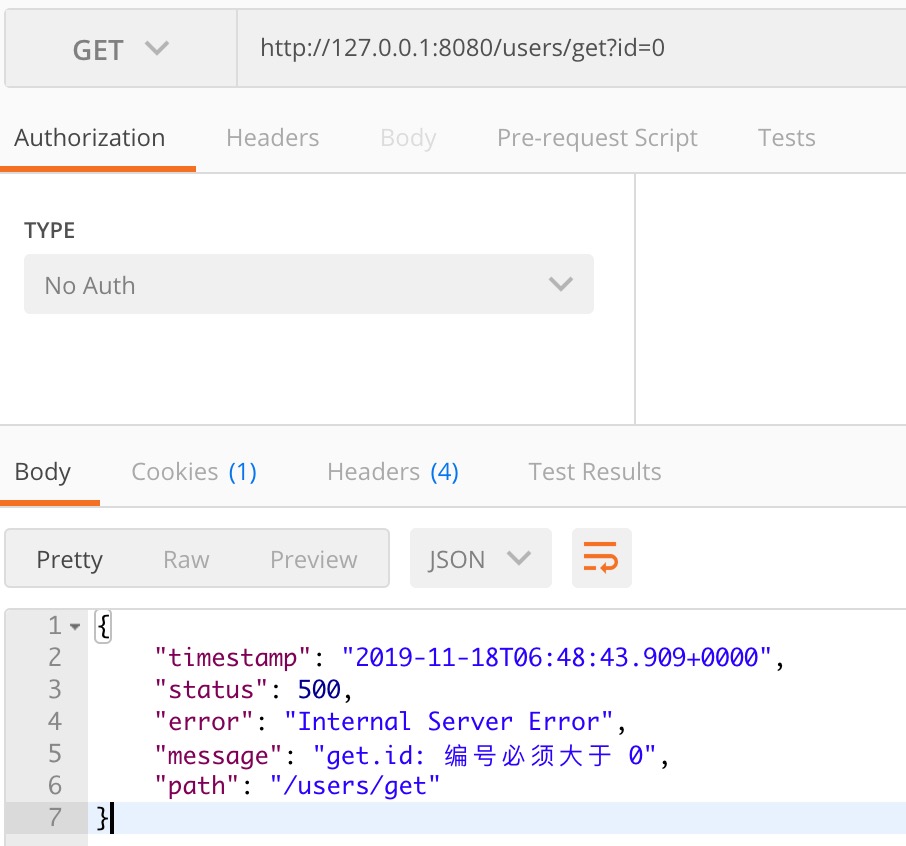 GET http://127.0.0.1:8080/users/get?id=0
Authorization Headers Body Pre-request Script Tests
TYPE
No Auth
Body Cookies (1) Headers (4) Test Results
Pretty Raw Preview JSON
1 {
2 "timestamp": "2019-11-18T06:48:43.909+0000",
3 "status": 500,
4 "error": "Internal Server Error",
5 "message": "get.id: 编号必须大于 0",
6 "path": "/users/get"
7 }